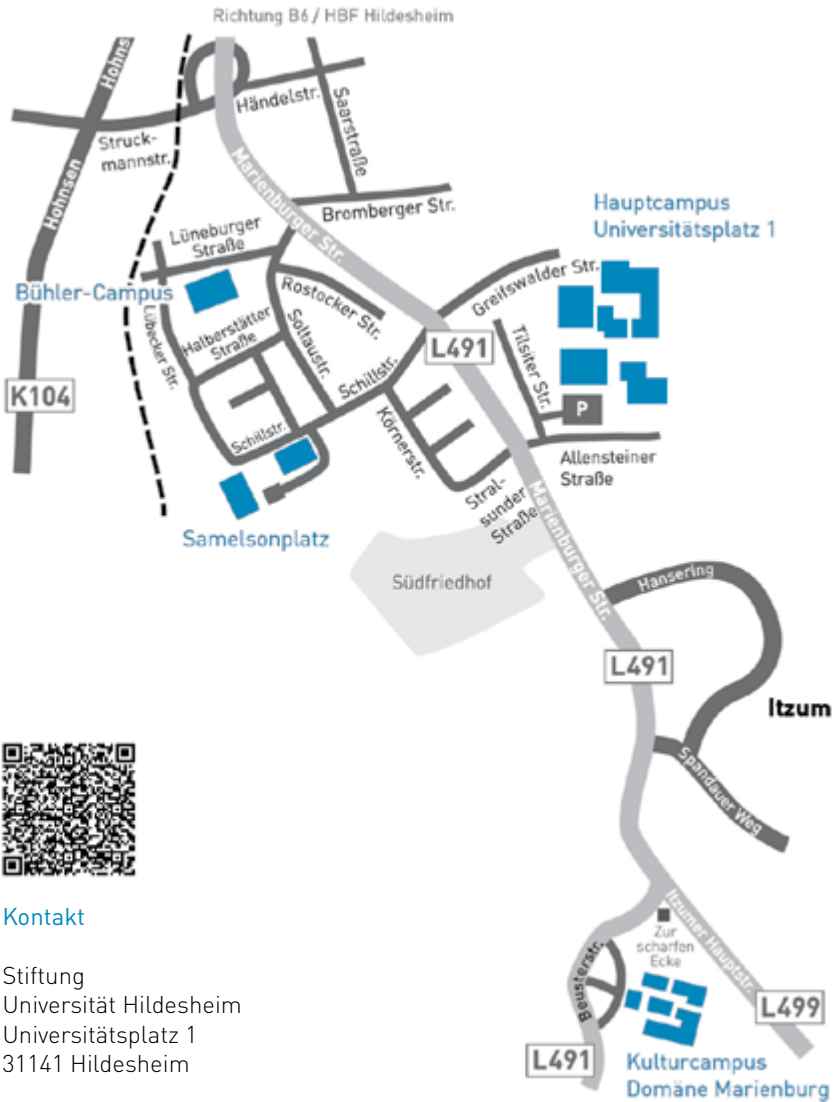 Richtung B6 / HBF Hildesheim
Hohnsen
Händelstr.
Saarstraße
Struck-
mannstr.
Hohnsen
Marienburger Str.
Bromberger Str.
Hauptcampus
Universitätsplatz 1
Lüneburger
Straße
Bühler-Campus
Rostocker Str.
Greifswalder Str.
Lübecker Str.
Halberstätter
Straße
Soltaustr.
Schillstr.
L491
Tilsiter Str.
K104
P
Schillstr.
Körnerstr.
Allensteiner
Straße
Stral-
sunder
Straße
Marienburger Str.
Samelsonplatz
Südfriedhof
Hansering
L491
Itzum
Spandauer Weg
Kontakt
Stiftung
Universität Hildesheim
Universitätsplatz 1
31141 Hildesheim
Itzumer Hauptstr.
Zur
scharfen
Ecke
Beusterstr.
L499
L491
Kulturcampus
Domäne Marienburg